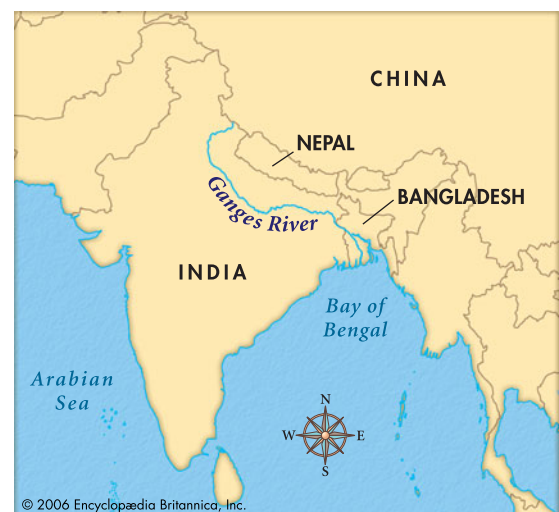 CHINA
NEPAL
BANGLADESH
Ganges River
INDIA
Bay of
Bengal
Arabian
Sea
N
W
E
S
© 2006 Encyclopædia Britannica, Inc.